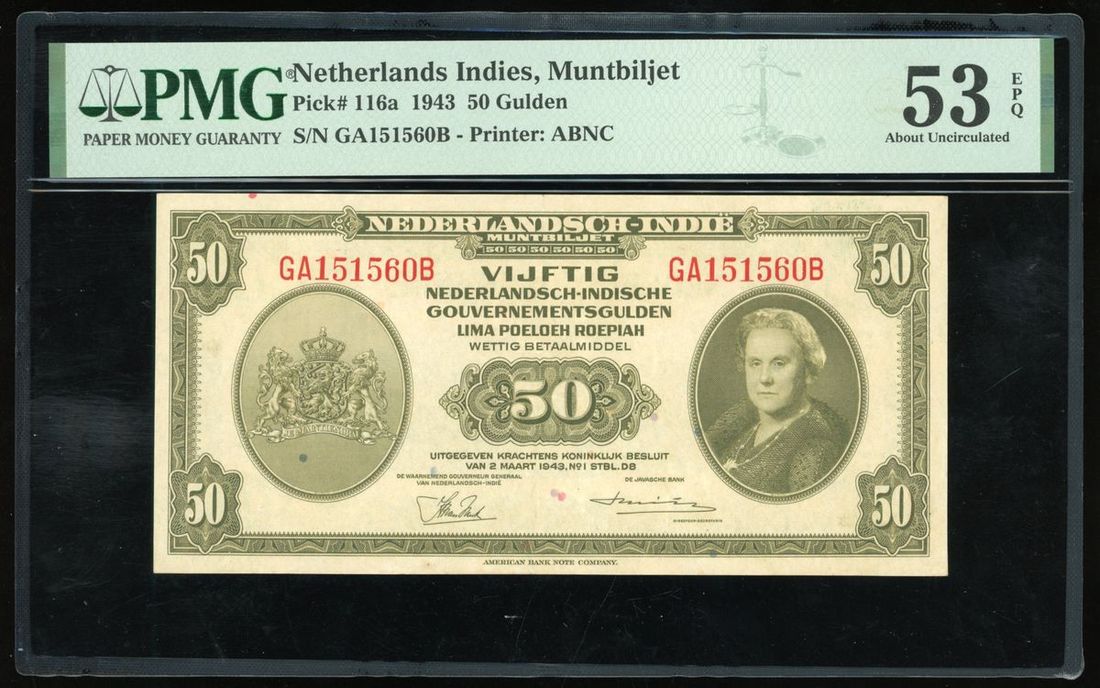 PMG®
PAPER MONEY GUARANTY
Netherlands Indies, Muntbiljet
Pick# 116a 1943 50 Gulden
S/N GA151560B - Printer: ABNC
53 EPQ
About Uncirculated
NEDERLANDSCH-INDIË
MUNTBILJET
50 50 50 50 50 50
50
50
GA151560B
GA151560B
VIJFTIG
NEDERLANDSCH-INDISCHE
GOUVERNEMENTSGULDEN
LIMA POELOEH ROEPIAH
WETTIG BETAALMIDDEL
50
UITGEGEVEN KRACHTENS KONINKLIJK BESLUIT
VAN 2 MAART 1943, Nº1 STBL. D8
DE WAARNEMEND GOUVERNEUR GENERAAL
VAN NEDERLANDSCH-INDIË
DE JAVASCHE BANK
DIRECTEUR-SECRETARIS
50
50
AMERICAN BANK NOTE COMPANY.